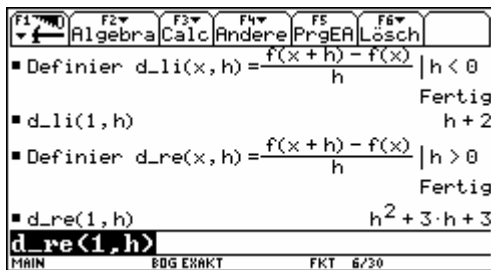 F1 F2 F3 F4 F5 F6
Algebra Calc Andere PrgEA Lösch
▪ Definier d_li(x, h) = (f(x + h) - f(x))/h | h < 0
Fertig
▪ d_li(1, h) h + 2
▪ Definier d_re(x, h) = (f(x + h) - f(x))/h | h > 0
Fertig
▪ d_re(1, h) h² + 3·h + 3
d_re(1,h)
MAIN BOG EXAKT FKT 6/30